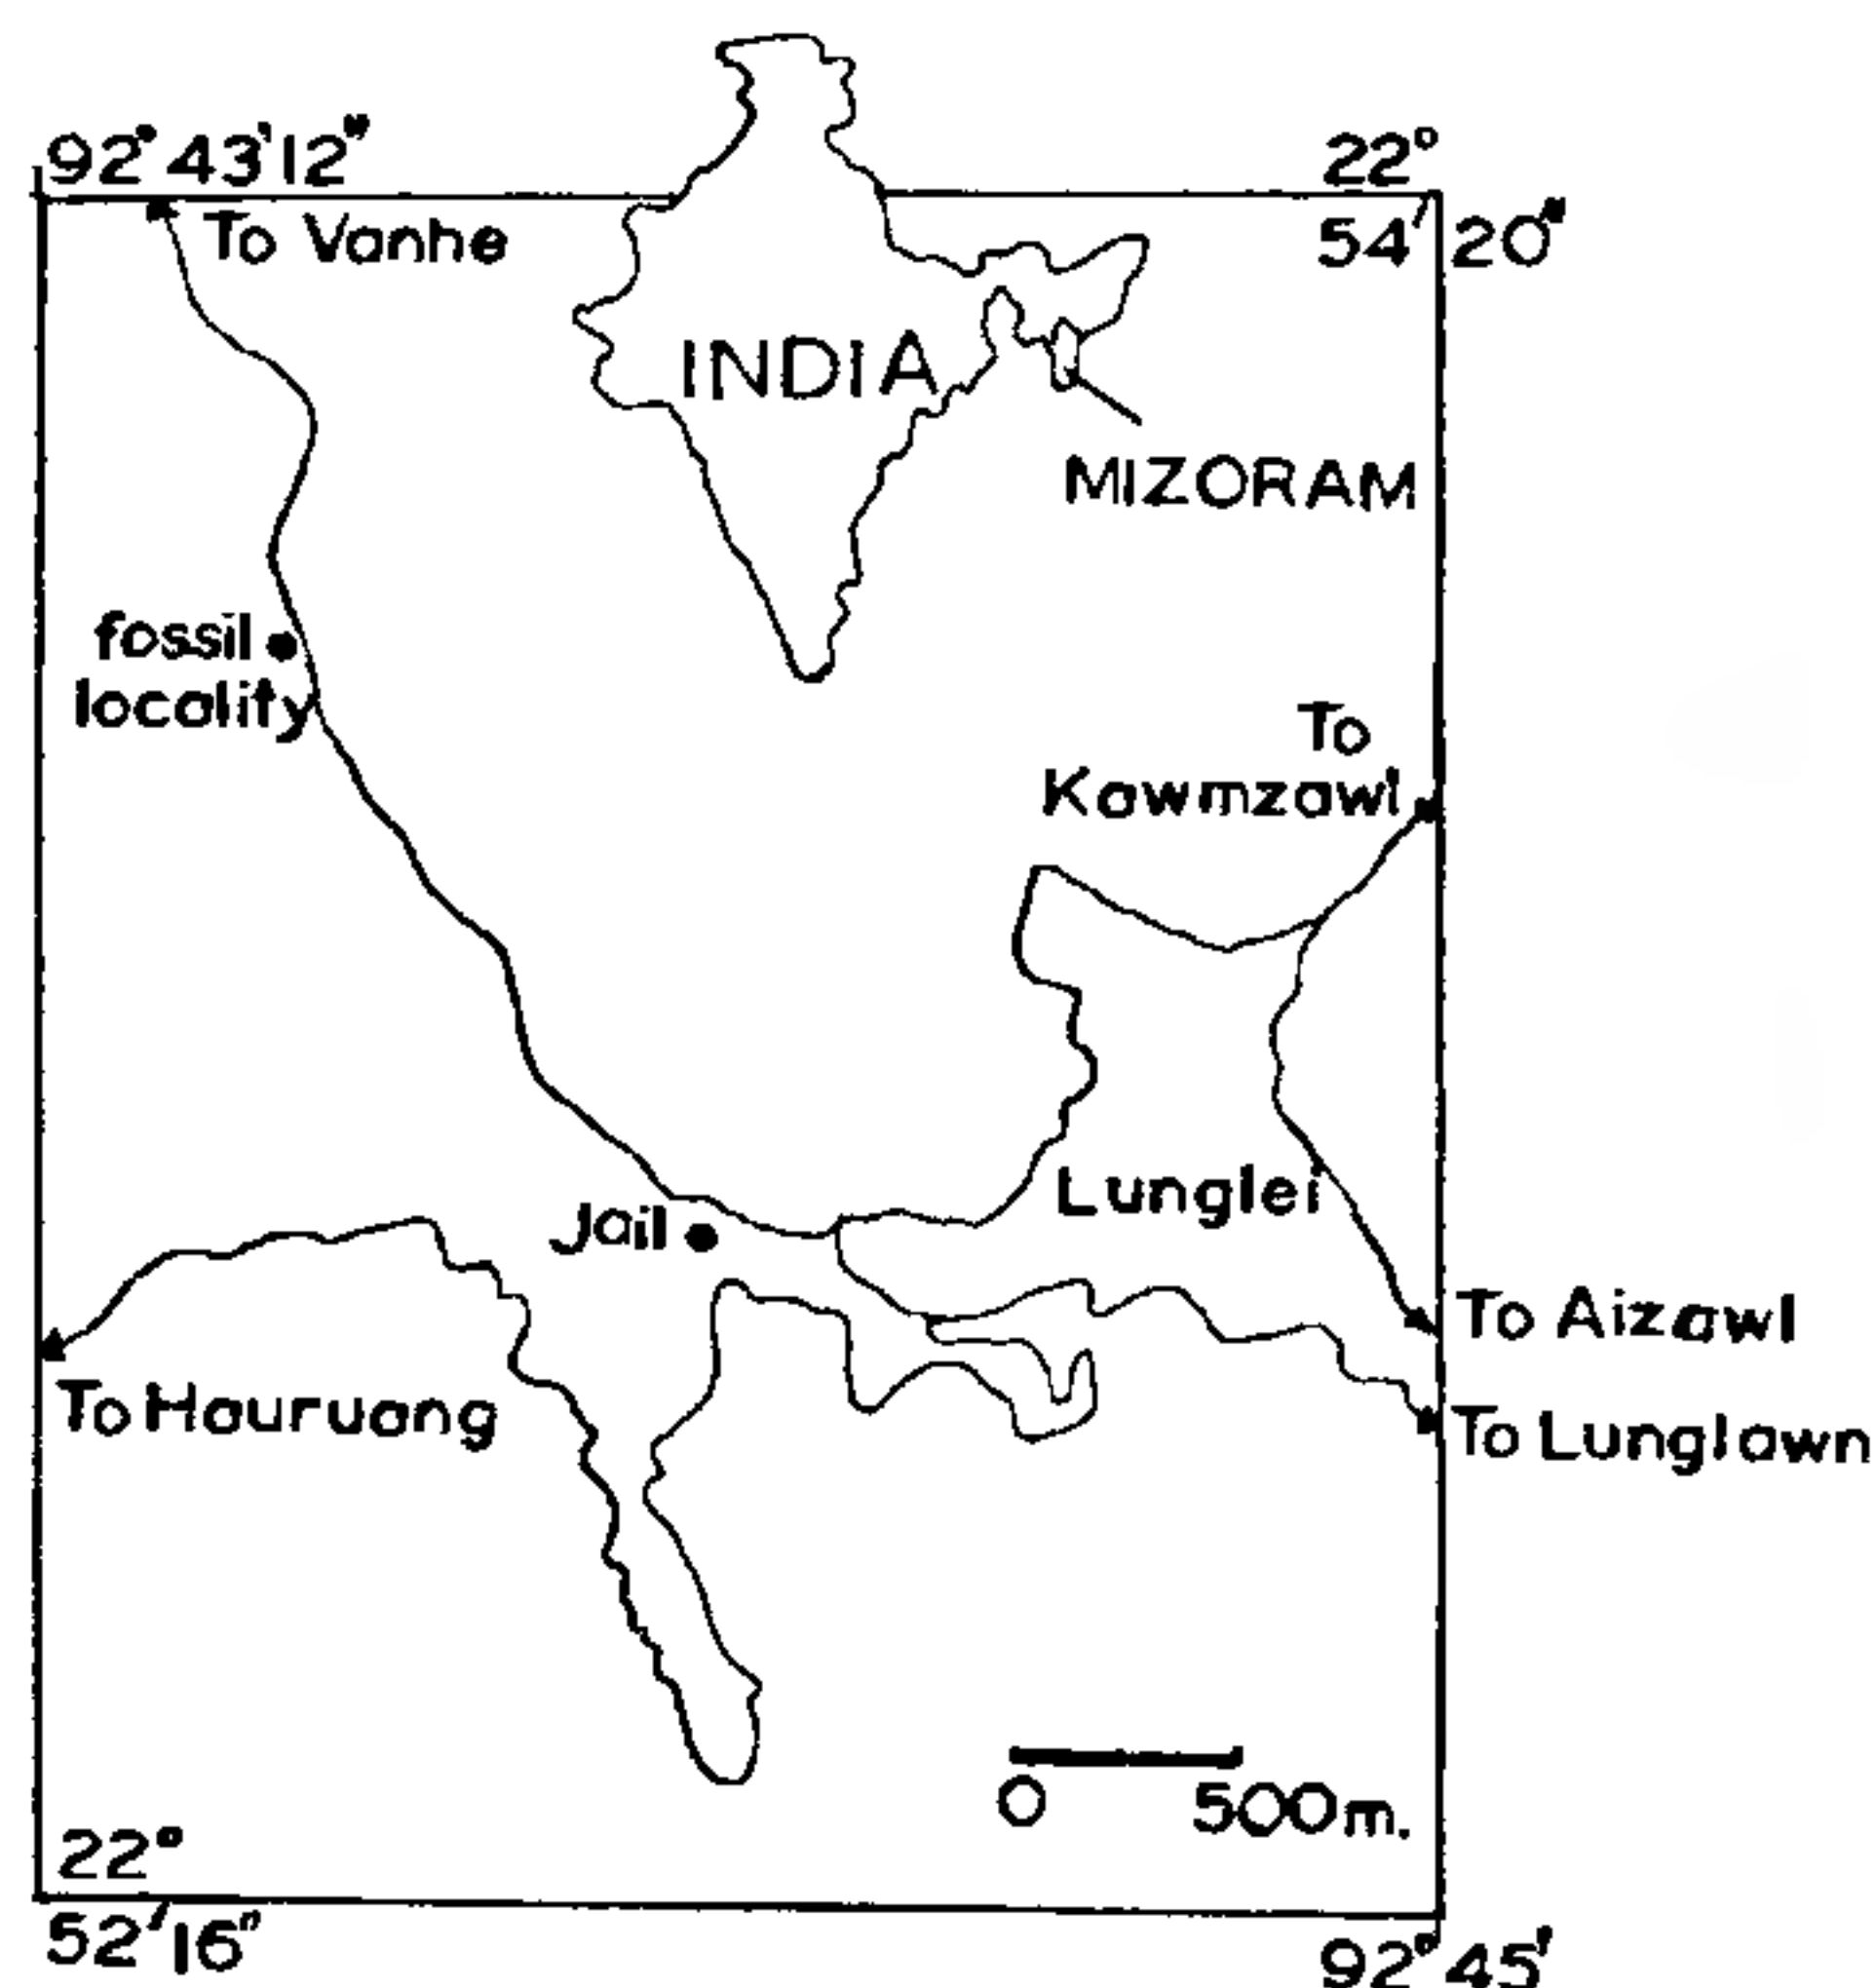 92°43'12"
22°
54' 20"
To Vanhe
INDIA
MIZORAM
fossil
locality
To
Kawmzawl
Lunglei
Jail
To Aizawl
To Hauruang
To Lunglawn
0 500m.
22°
52'16"
92°45'